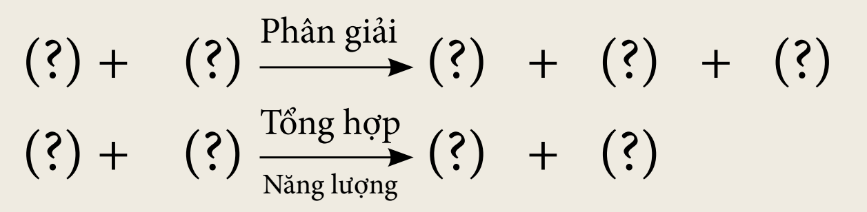 (?) + (?) Phân giải (?) + (?) + (?)
(?) + (?) Tổng hợp (?) + (?)
Năng lượng